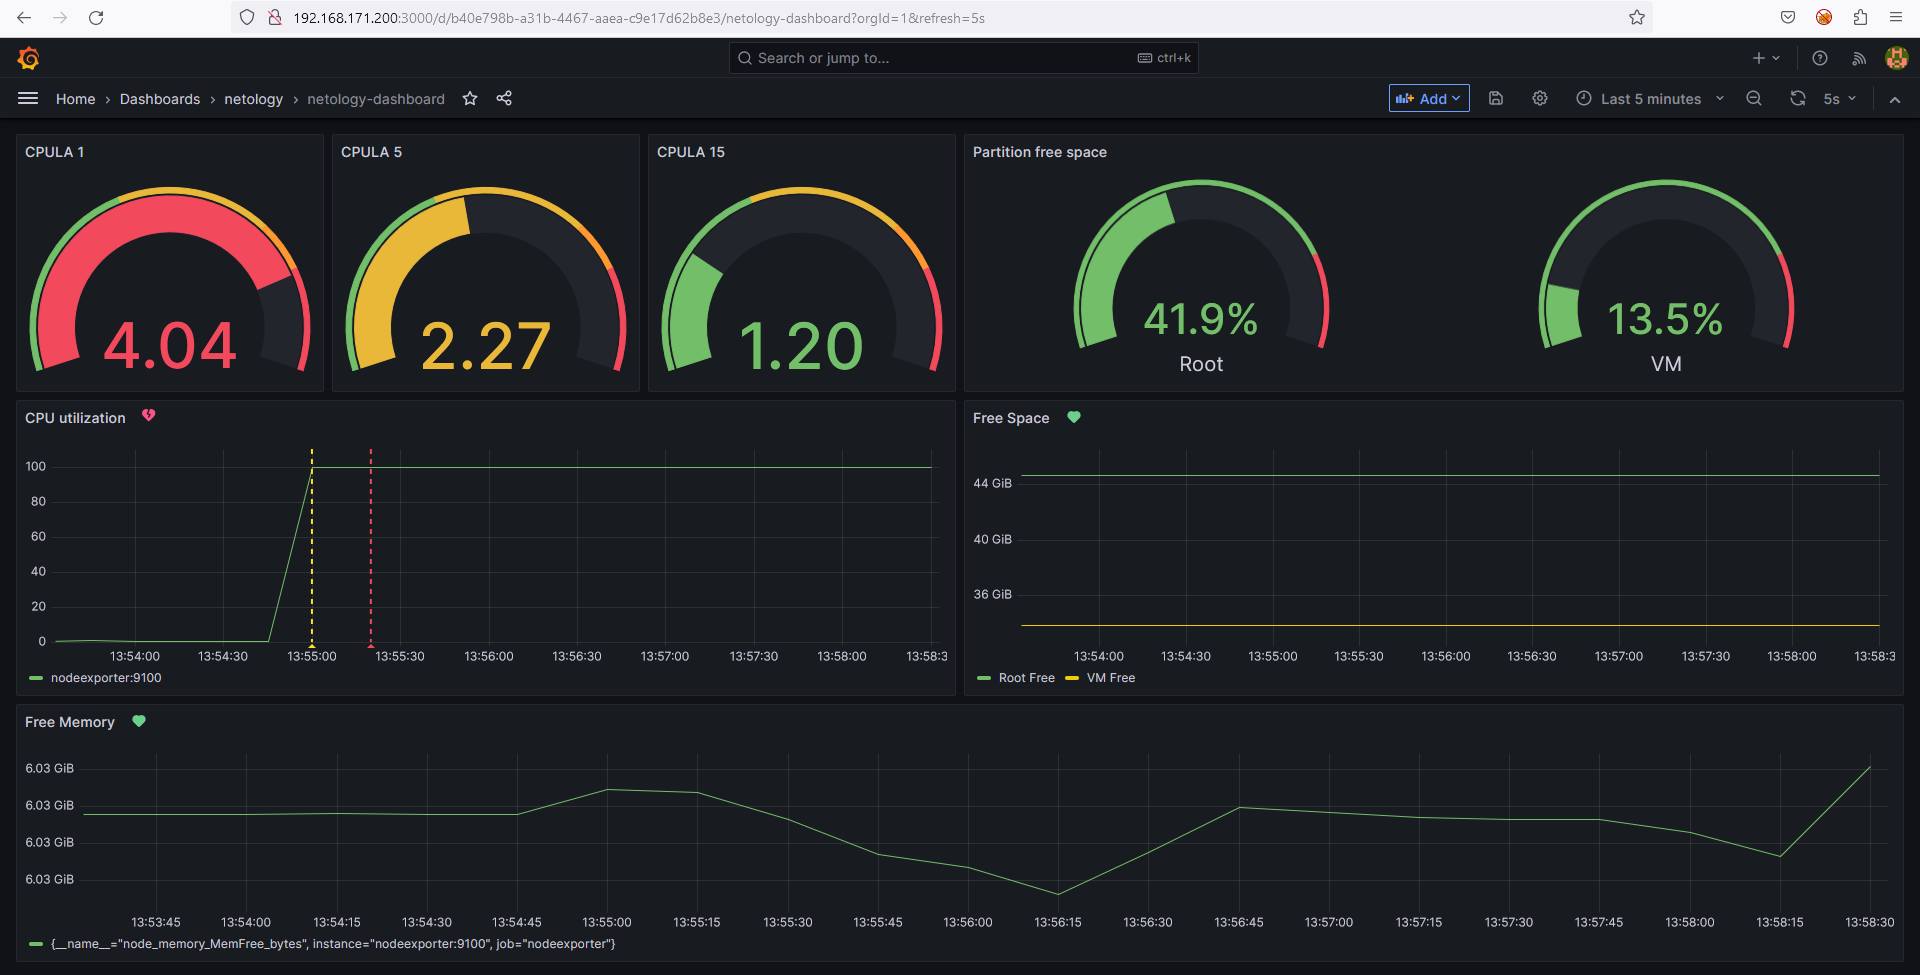 192.168.171.200:3000/d/b40e798b-a31b-4467-aaea-c9e17d62b8e3/netology-dashboard?orgId=1&refresh=5s
Search or jump to... ctrl+k
Home › Dashboards › netology › netology-dashboard Add Last 5 minutes 5s
CPULA 1
4.04
CPULA 5
2.27
CPULA 15
1.20
Partition free space
41.9%
Root
13.5%
VM
CPU utilization
100
80
60
40
20
0
13:54:00 13:54:30 13:55:00 13:55:30 13:56:00 13:56:30 13:57:00 13:57:30 13:58:00 13:58:3
nodeexporter:9100
Free Space
44 GiB
40 GiB
36 GiB
13:54:00 13:54:30 13:55:00 13:55:30 13:56:00 13:56:30 13:57:00 13:57:30 13:58:00 13:58:3
Root Free VM Free
Free Memory
6.03 GiB
6.03 GiB
6.03 GiB
6.03 GiB
13:53:45 13:54:00 13:54:15 13:54:30 13:54:45 13:55:00 13:55:15 13:55:30 13:55:45 13:56:00 13:56:15 13:56:30 13:56:45 13:57:00 13:57:15 13:57:30 13:57:45 13:58:00 13:58:15 13:58:30
{__name__="node_memory_MemFree_bytes", instance="nodeexporter:9100", job="nodeexporter"}